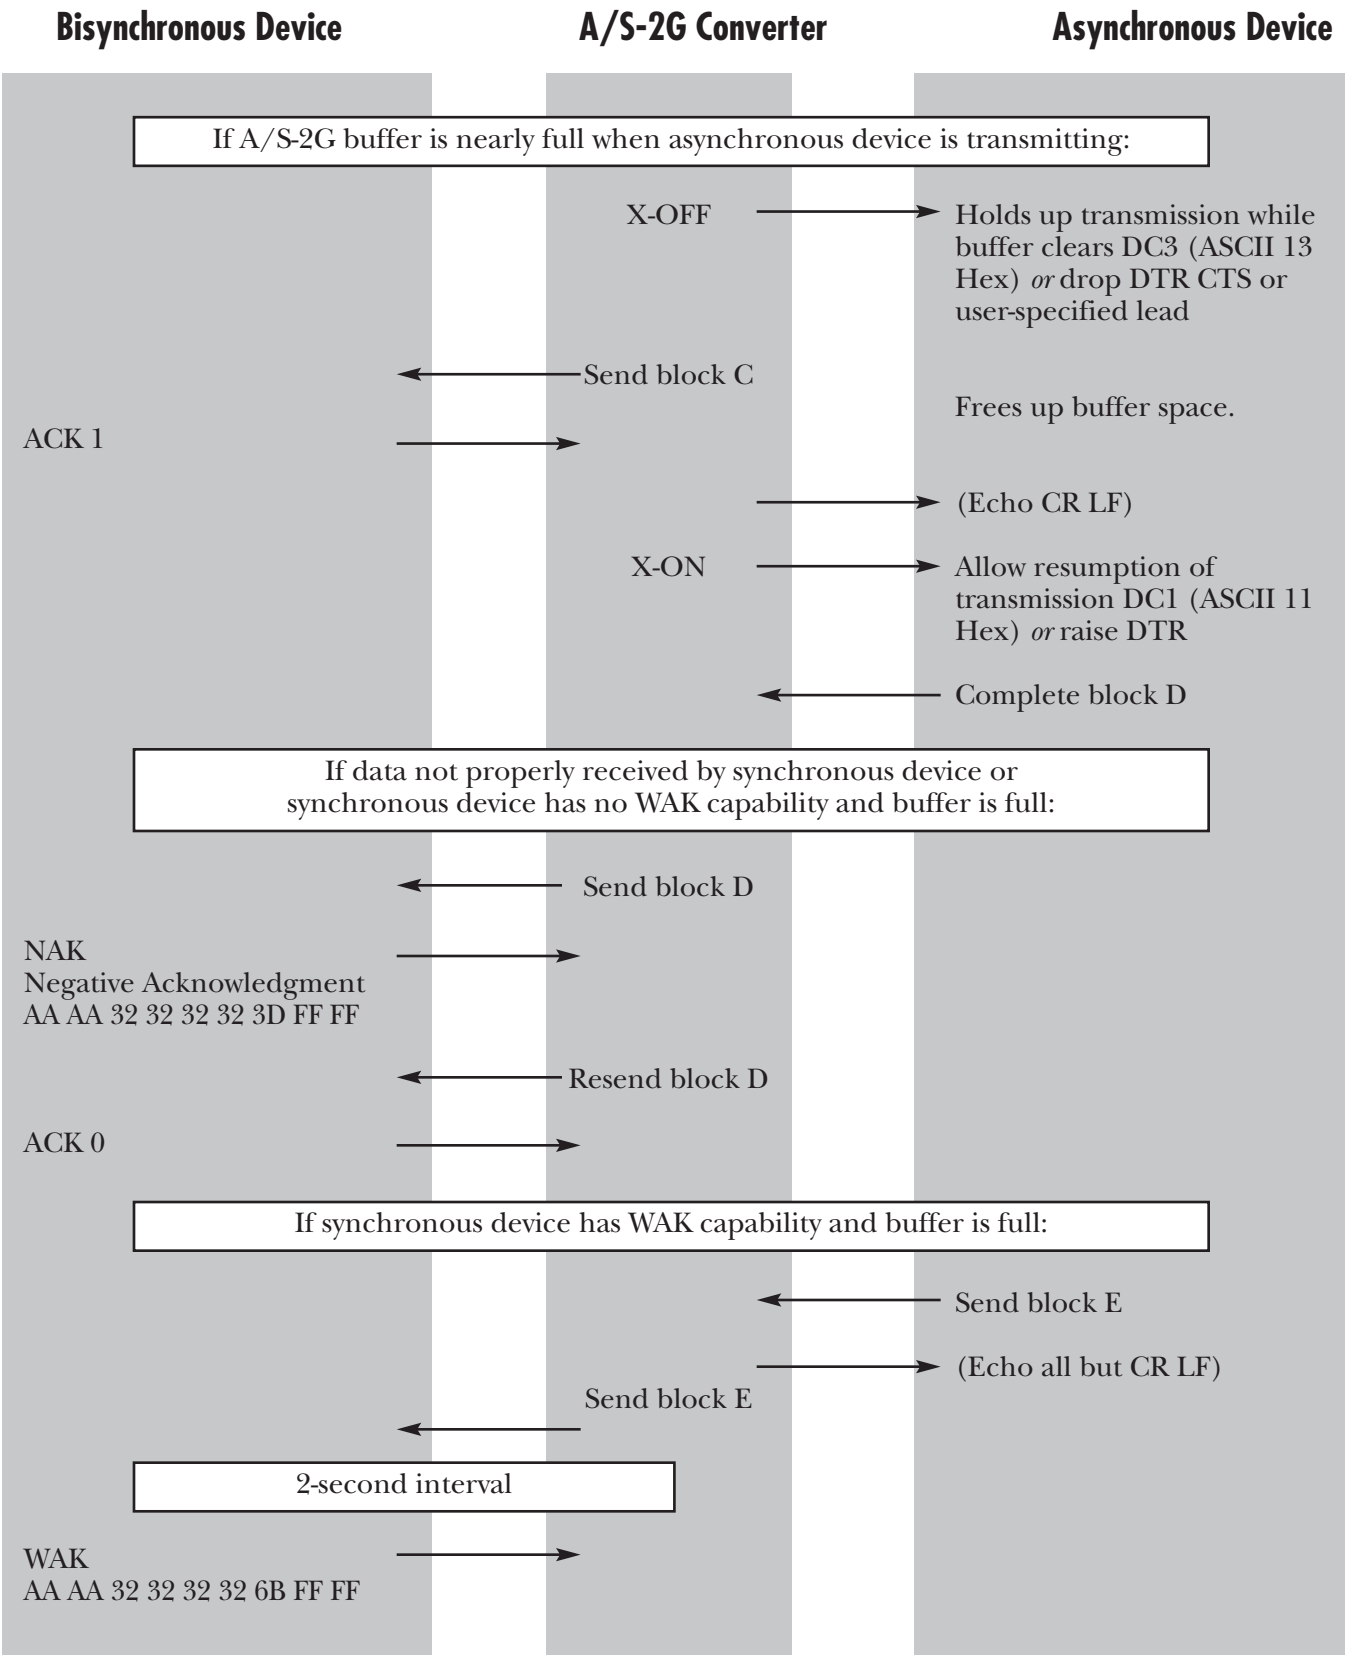 Bisynchronous Device
A/S-2G Converter
Asynchronous Device
If A/S-2G buffer is nearly full when asynchronous device is transmitting:
X-OFF
Holds up transmission while
buffer clears DC3 (ASCII 13
Hex) or drop DTR CTS or
user-specified lead
Send block C
Frees up buffer space.
ACK 1
(Echo CR LF)
X-ON
Allow resumption of
transmission DC1 (ASCII 11
Hex) or raise DTR
Complete block D
If data not properly received by synchronous device or
synchronous device has no WAK capability and buffer is full:
Send block D
NAK
Negative Acknowledgment
AA AA 32 32 32 32 3D FF FF
Resend block D
ACK 0
If synchronous device has WAK capability and buffer is full:
Send block E
(Echo all but CR LF)
Send block E
2-second interval
WAK
AA AA 32 32 32 32 6B FF FF